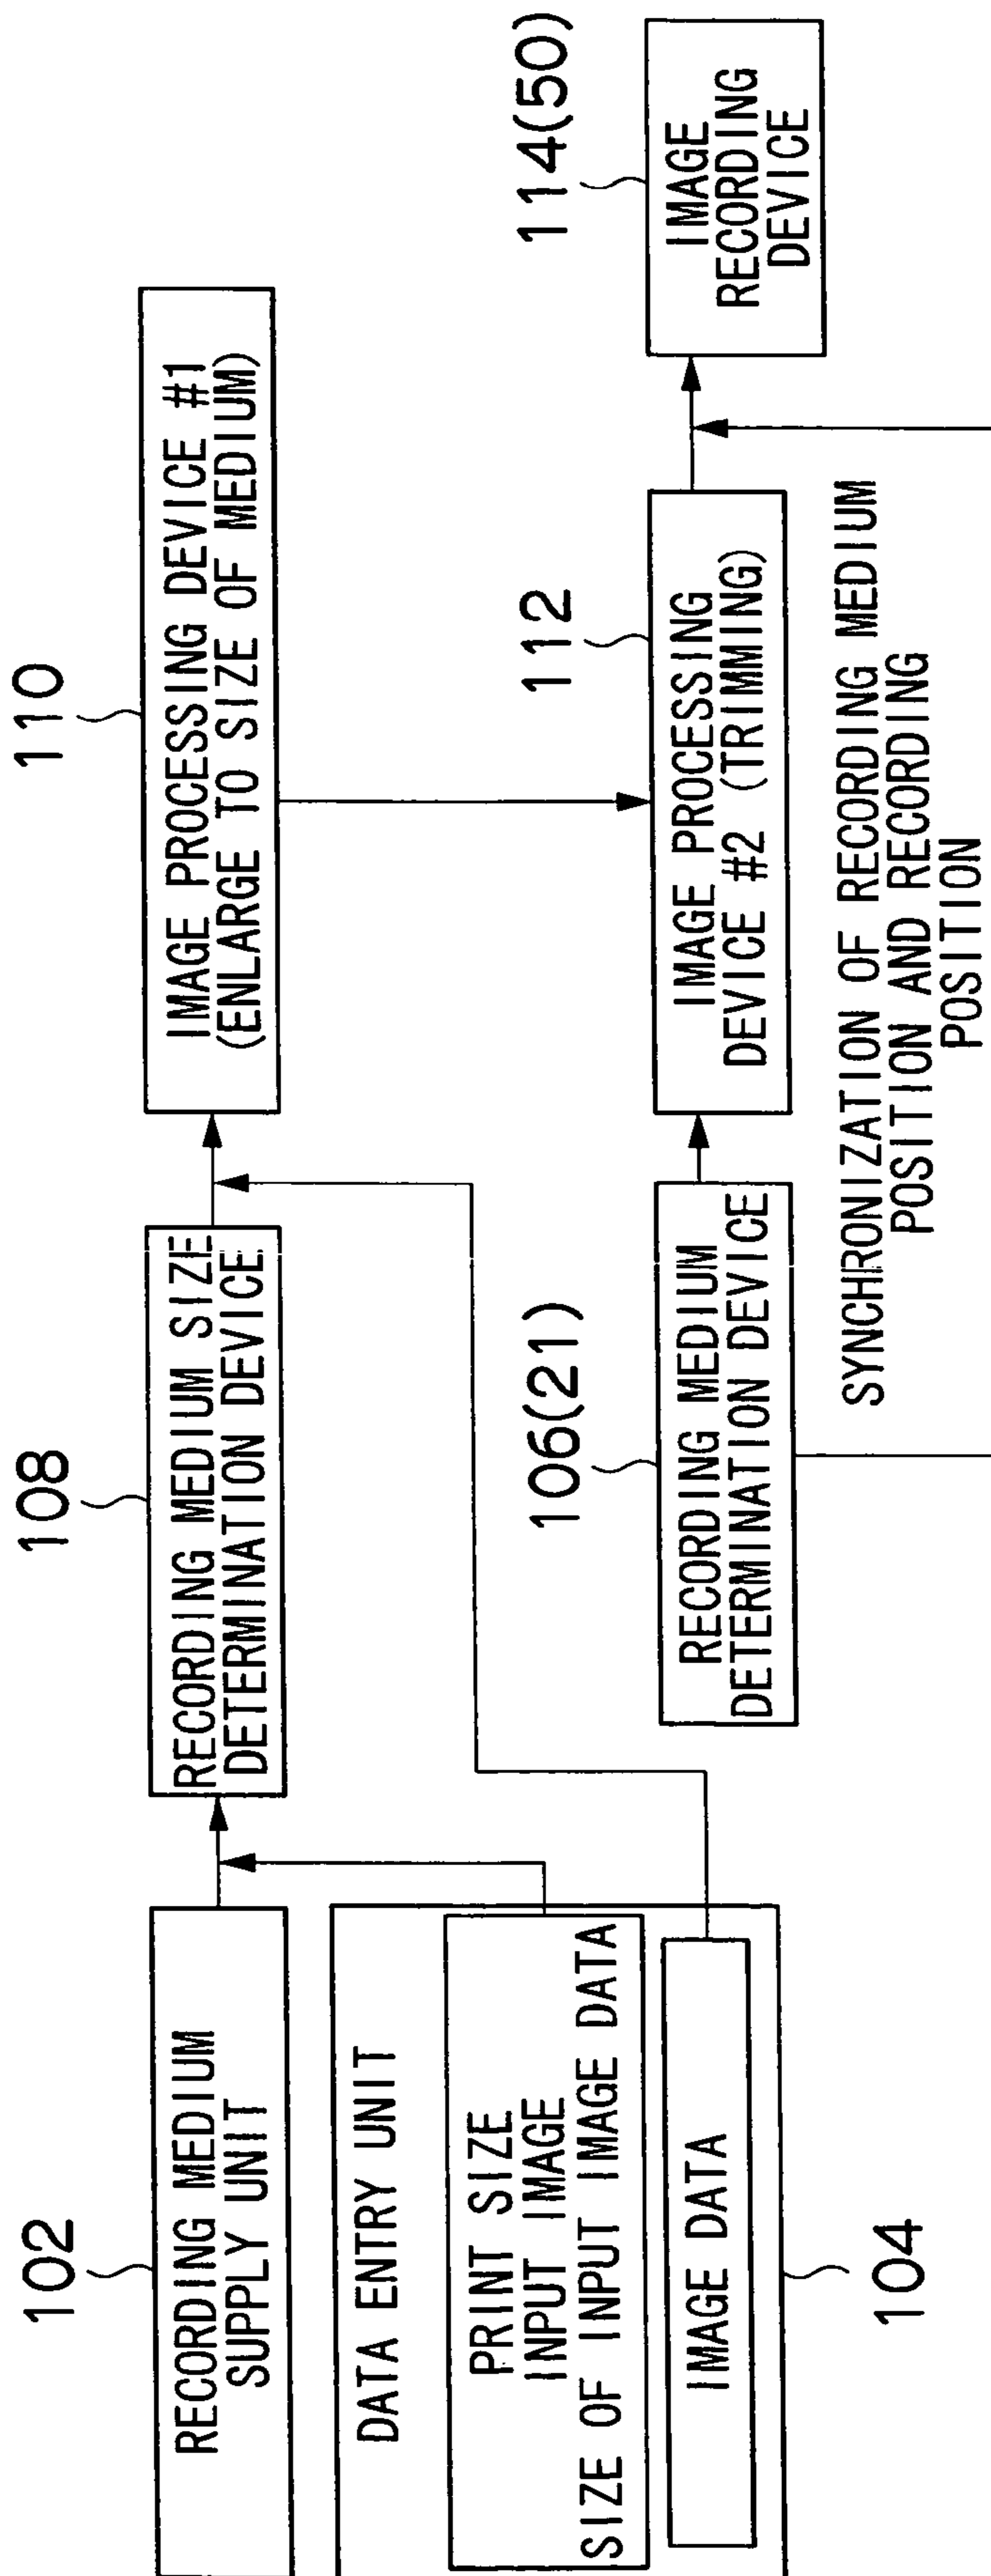 102
RECORDING MEDIUM
SUPPLY UNIT
108
RECORDING MEDIUM SIZE
DETERMINATION DEVICE
110
IMAGE PROCESSING DEVICE #1
(ENLARGE TO SIZE OF MEDIUM)
DATA ENTRY UNIT
PRINT SIZE
INPUT IMAGE
SIZE OF INPUT IMAGE DATA
IMAGE DATA
104
106(21)
RECORDING MEDIUM
DETERMINATION DEVICE
112
IMAGE PROCESSING
DEVICE #2 (TRIMMING)
114(50)
IMAGE
RECORDING
DEVICE
SYNCHRONIZATION OF RECORDING MEDIUM
POSITION AND RECORDING
POSITION